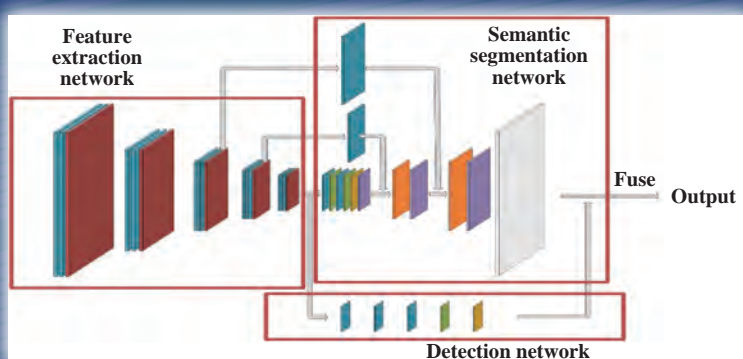 Feature
extraction
network
Semantic
segmentation
network
Fuse
Output
Detection network